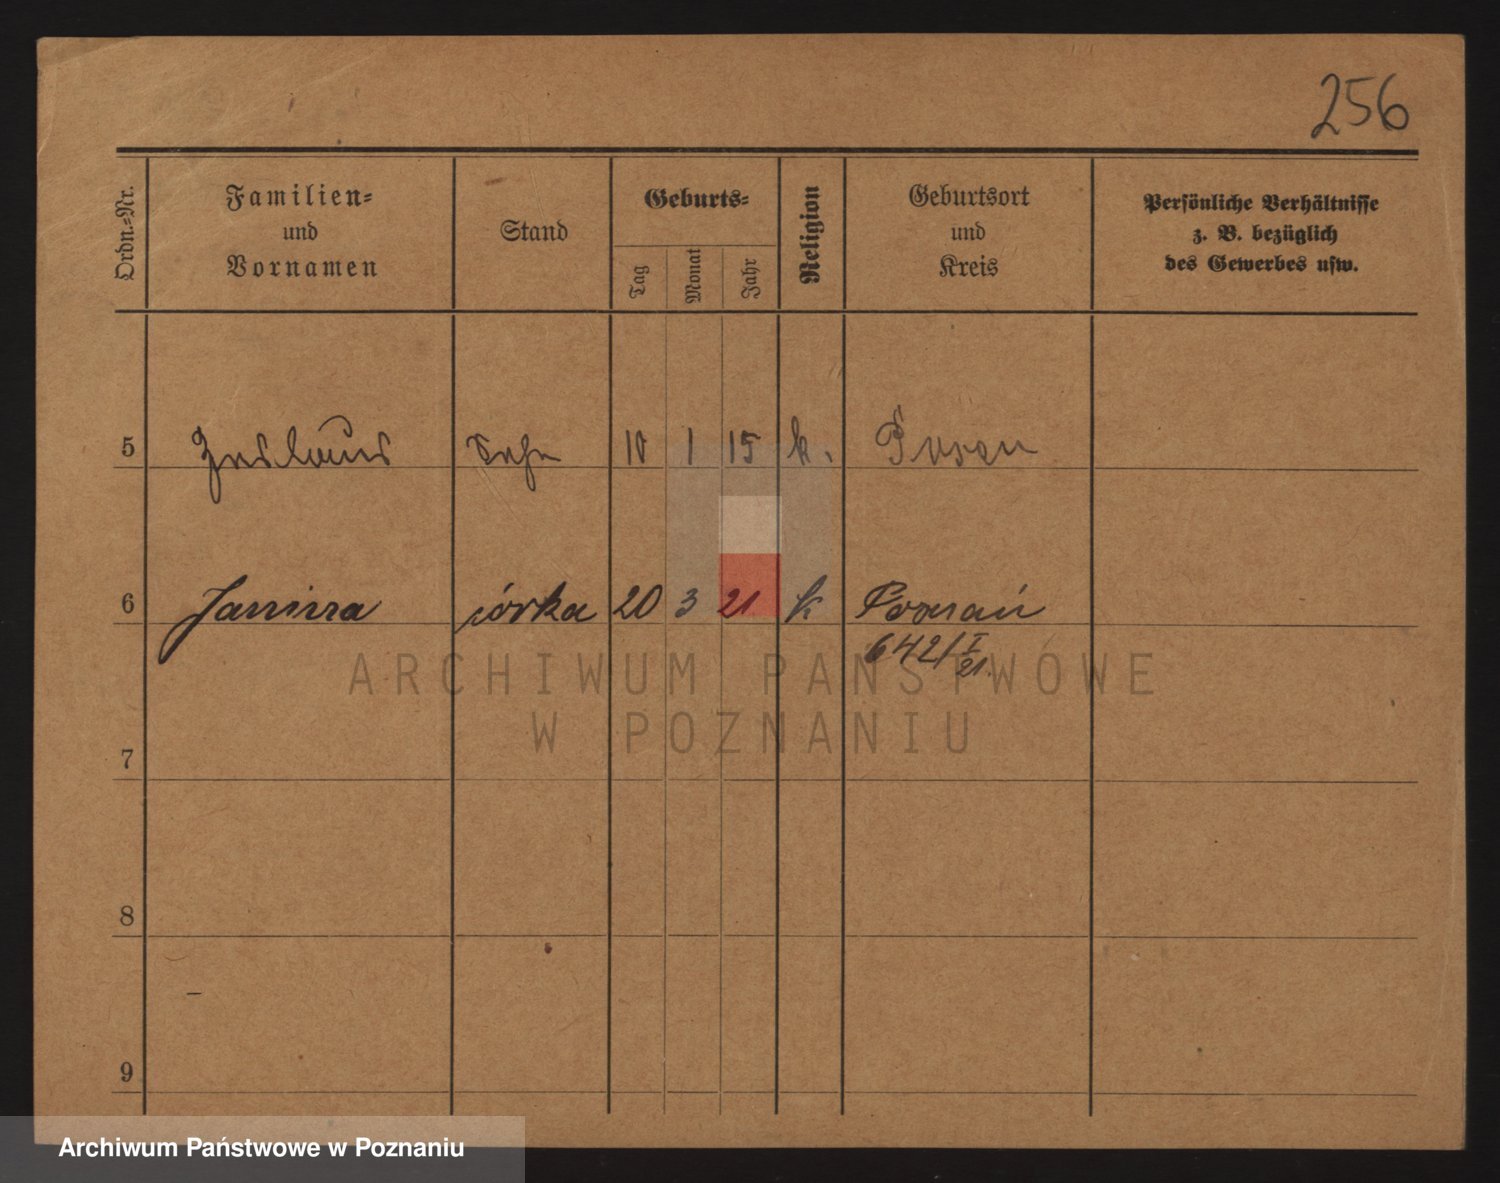 256
Ordn.-Nr.
Familien-
und
Vornamen
Stand
Geburts-
Tag
Monat
Jahr
Religion
Geburtsort
und
Kreis
Persönliche Verhältnisse
z. B. bezüglich
des Gewerbes usw.
5 Sohn 10 1 15 k. Posen
6 Janina córka 20 3 21 k Poznań
642/I
21.
ARCHIWUM PAŃSTWOWE
W POZNANIU
7
8
9
Archiwum Państwowe w Poznaniu